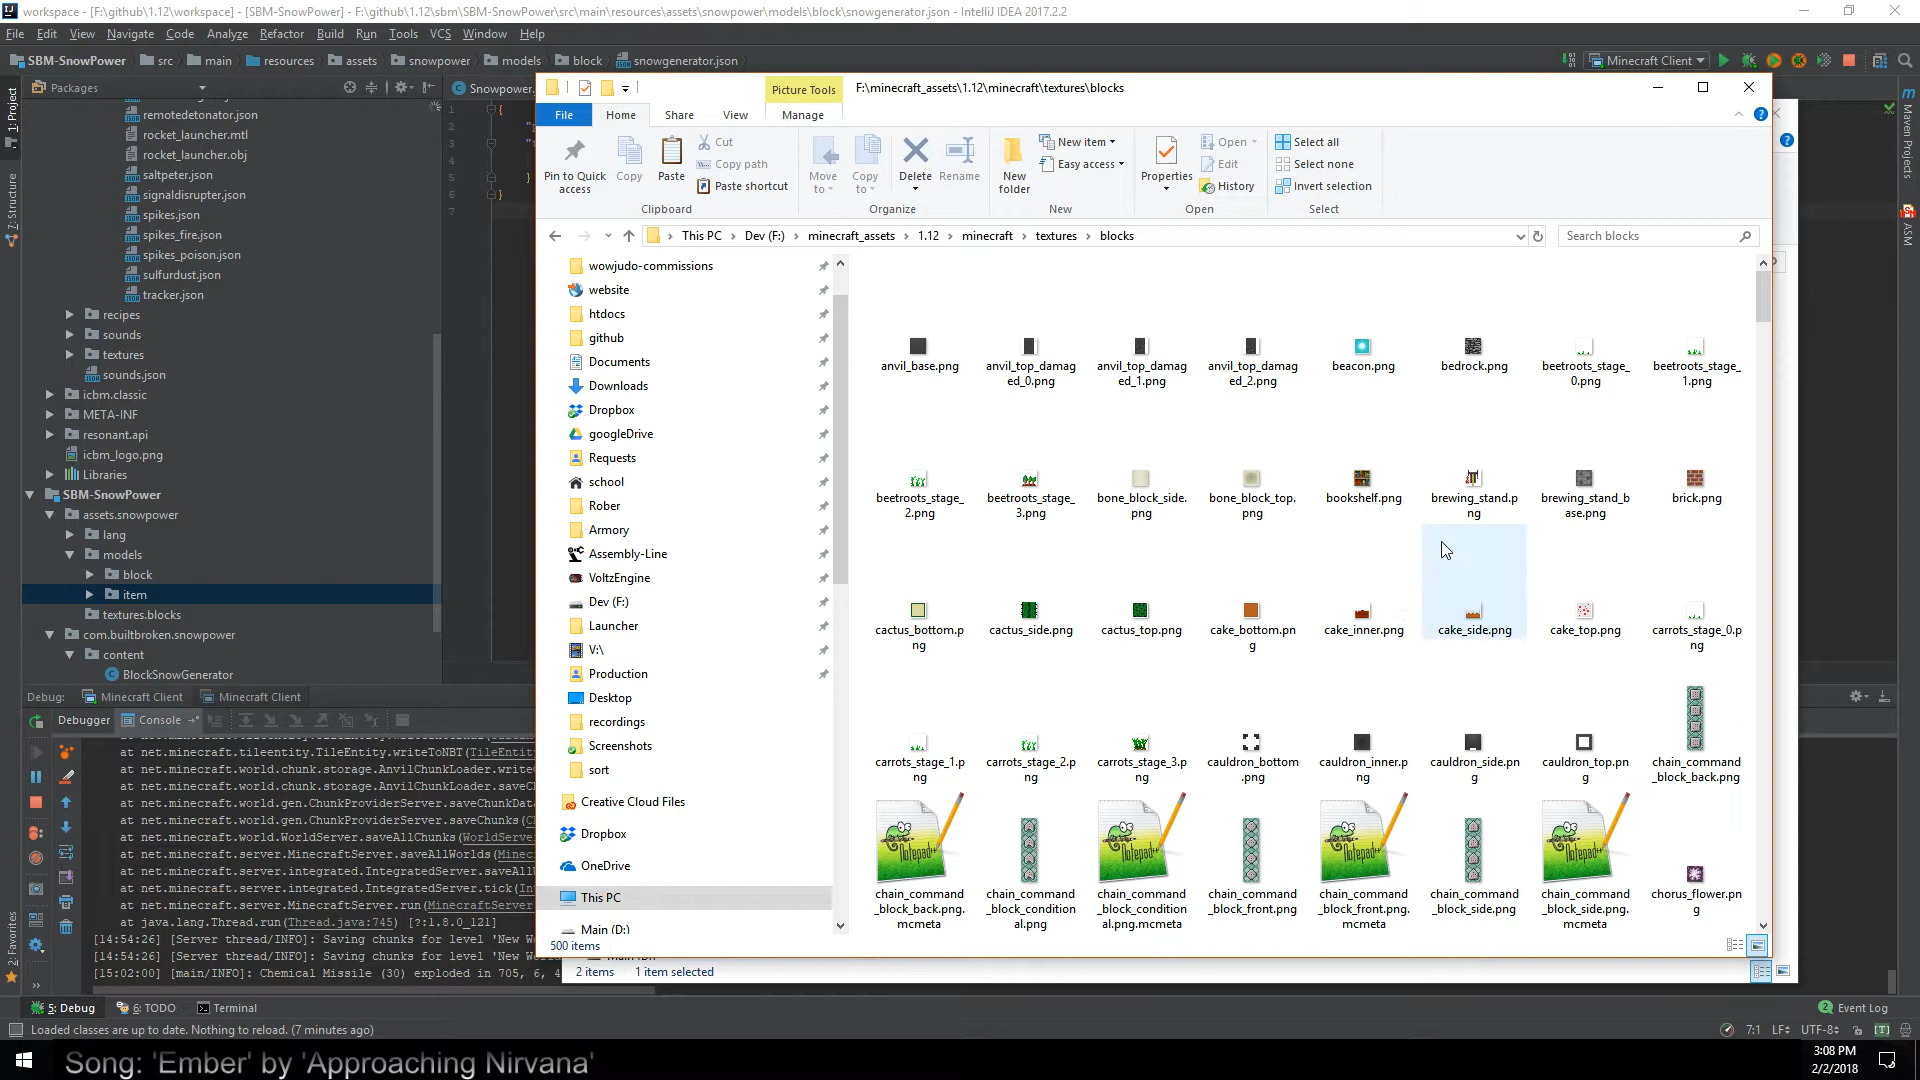 workspace - [F:\github\1.12\workspace] - [SBM-SnowPower] - F:\github\1.12\sbm\SBM-SnowPower\src\main\resources\assets\snowpower\models\block\snowgenerator.json - IntelliJ IDEA 2017.2.2
File Edit View Navigate Code Analyze Refactor Build Run Tools VCS Window Help
SBM-SnowPower src main resources assets snowpower models block snowgenerator.json
Minecraft Client
Packages
Snowpower.
1: Project
7: Structure
2: Favorites
Maven Projects
ASM
remotedetonator.json
rocket_launcher.mtl
rocket_launcher.obj
saltpeter.json
signaldisrupter.json
spikes.json
spikes_fire.json
spikes_poison.json
sulfurdust.json
tracker.json
recipes
sounds
textures
sounds.json
icbm.classic
META-INF
resonant.api
icbm_logo.png
Libraries
SBM-SnowPower
assets.snowpower
lang
models
block
item
textures.blocks
com.builtbroken.snowpower
content
BlockSnowGenerator
1
2
3
4
5
6
7
Picture Tools
F:\minecraft_assets\1.12\minecraft\textures\blocks
File Home Share View Manage
Pin to Quick access
Copy
Paste
Cut
Copy path
Paste shortcut
Move to
Copy to
Delete
Rename
New folder
New item
Easy access
Properties
Open
Edit
History
Select all
Select none
Invert selection
Clipboard Organize New Open Select
This PC Dev (F:) minecraft_assets 1.12 minecraft textures blocks
Search blocks
wowjudo-commissions
website
htdocs
github
Documents
Downloads
Dropbox
googleDrive
Requests
school
Rober
Armory
Assembly-Line
VoltzEngine
Dev (F:)
Launcher
V:\
Production
Desktop
recordings
Screenshots
sort
Creative Cloud Files
Dropbox
OneDrive
This PC
Main (D:)
anvil_base.png
anvil_top_damaged_0.png
anvil_top_damaged_1.png
anvil_top_damaged_2.png
beacon.png
bedrock.png
beetroots_stage_0.png
beetroots_stage_1.png
beetroots_stage_2.png
beetroots_stage_3.png
bone_block_side.png
bone_block_top.png
bookshelf.png
brewing_stand.png
brewing_stand_base.png
brick.png
cactus_bottom.png
cactus_side.png
cactus_top.png
cake_bottom.png
cake_inner.png
cake_side.png
cake_top.png
carrots_stage_0.png
carrots_stage_1.png
carrots_stage_2.png
carrots_stage_3.png
cauldron_bottom.png
cauldron_inner.png
cauldron_side.png
cauldron_top.png
chain_command_block_back.png
chain_command_block_back.png.mcmeta
chain_command_block_conditional.png
chain_command_block_conditional.png.mcmeta
chain_command_block_front.png
chain_command_block_front.png.mcmeta
chain_command_block_side.png
chain_command_block_side.png.mcmeta
chorus_flower.png
500 items
2 items 1 item selected
Debug: Minecraft Client Minecraft Client
Debugger Console
at net.minecraft.tileentity.TileEntity.writeToNBT(TileEntity
at net.minecraft.world.chunk.storage.AnvilChunkLoader.write
at net.minecraft.world.chunk.storage.AnvilChunkLoader.saveC
at net.minecraft.world.gen.ChunkProviderServer.saveChunkDat
at net.minecraft.world.gen.ChunkProviderServer.saveChunks(C
at net.minecraft.world.WorldServer.saveAllChunks(WorldServe
at net.minecraft.server.MinecraftServer.saveAllWorlds(Minec
at net.minecraft.server.integrated.IntegratedServer.saveAll
at net.minecraft.server.integrated.IntegratedServer.tick(In
at net.minecraft.server.MinecraftServer.run(MinecraftServer
at java.lang.Thread.run(Thread.java:745) [?:1.8.0_121]
[14:54:26] [Server thread/INFO]: Saving chunks for level 'New W
[14:54:26] [Server thread/INFO]: Saving chunks for level 'New W
[15:02:00] [main/INFO]: Chemical Missile (30) exploded in 705, 6, 4
5: Debug 6: TODO Terminal
2 Event Log
Loaded classes are up to date. Nothing to reload. (7 minutes ago)
7:1 LF UTF-8 [T]
Song: 'Ember' by 'Approaching Nirvana'
3:08 PM
2/2/2018